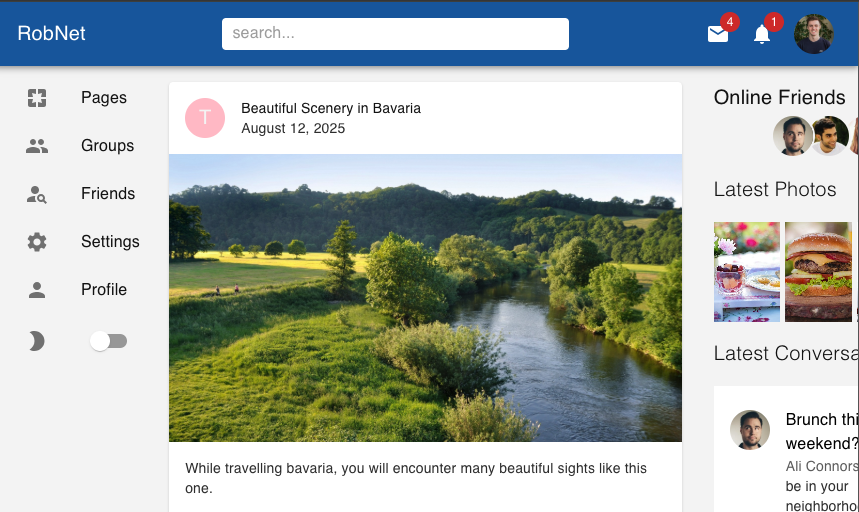 RobNet
search...
4
1
Pages
Groups
Friends
Settings
Profile
T
Beautiful Scenery in Bavaria
August 12, 2025
While travelling bavaria, you will encounter many beautiful sights like this
one.
Online Friends
Latest Photos
Latest Conversa
Brunch thi
weekend?
Ali Connors
be in your
neighborho